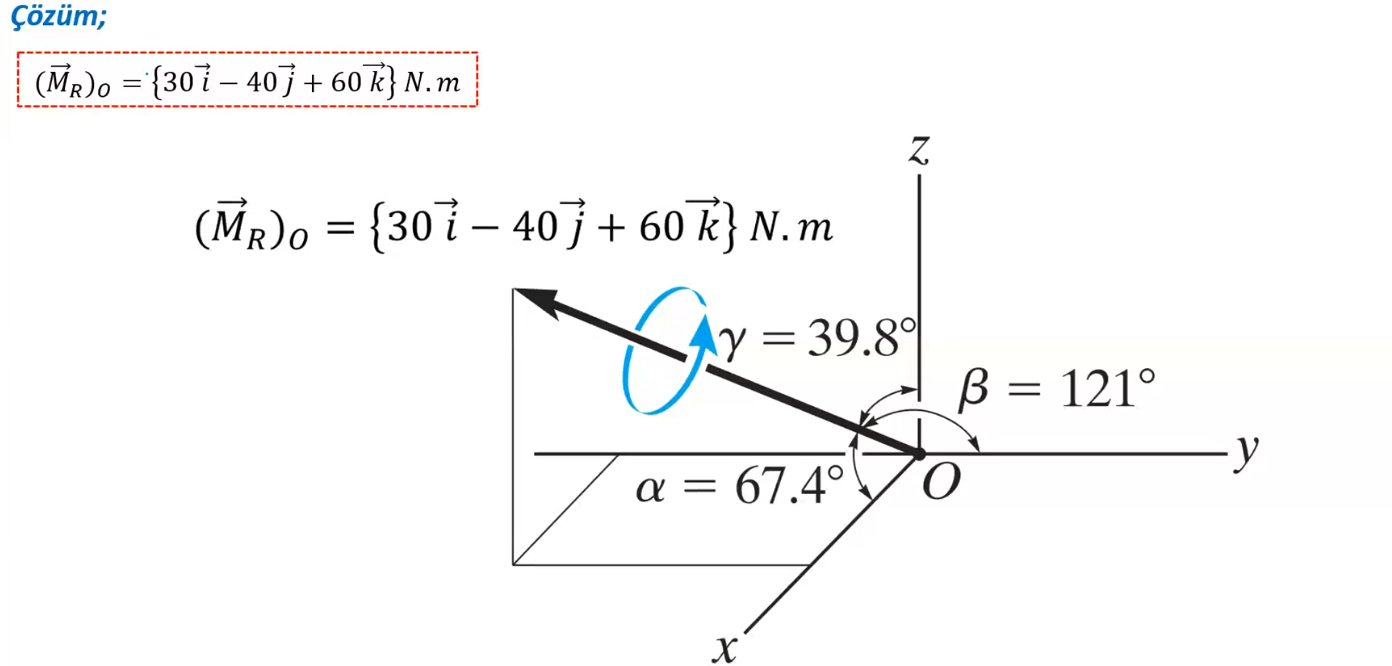 Çözüm;
(M⃗_R)_O = {30 i⃗ − 40 j⃗ + 60 k⃗} N.m
z
(M⃗_R)_O = {30 i⃗ − 40 j⃗ + 60 k⃗} N.m
γ = 39.8°
β = 121°
y
α = 67.4°
O
x